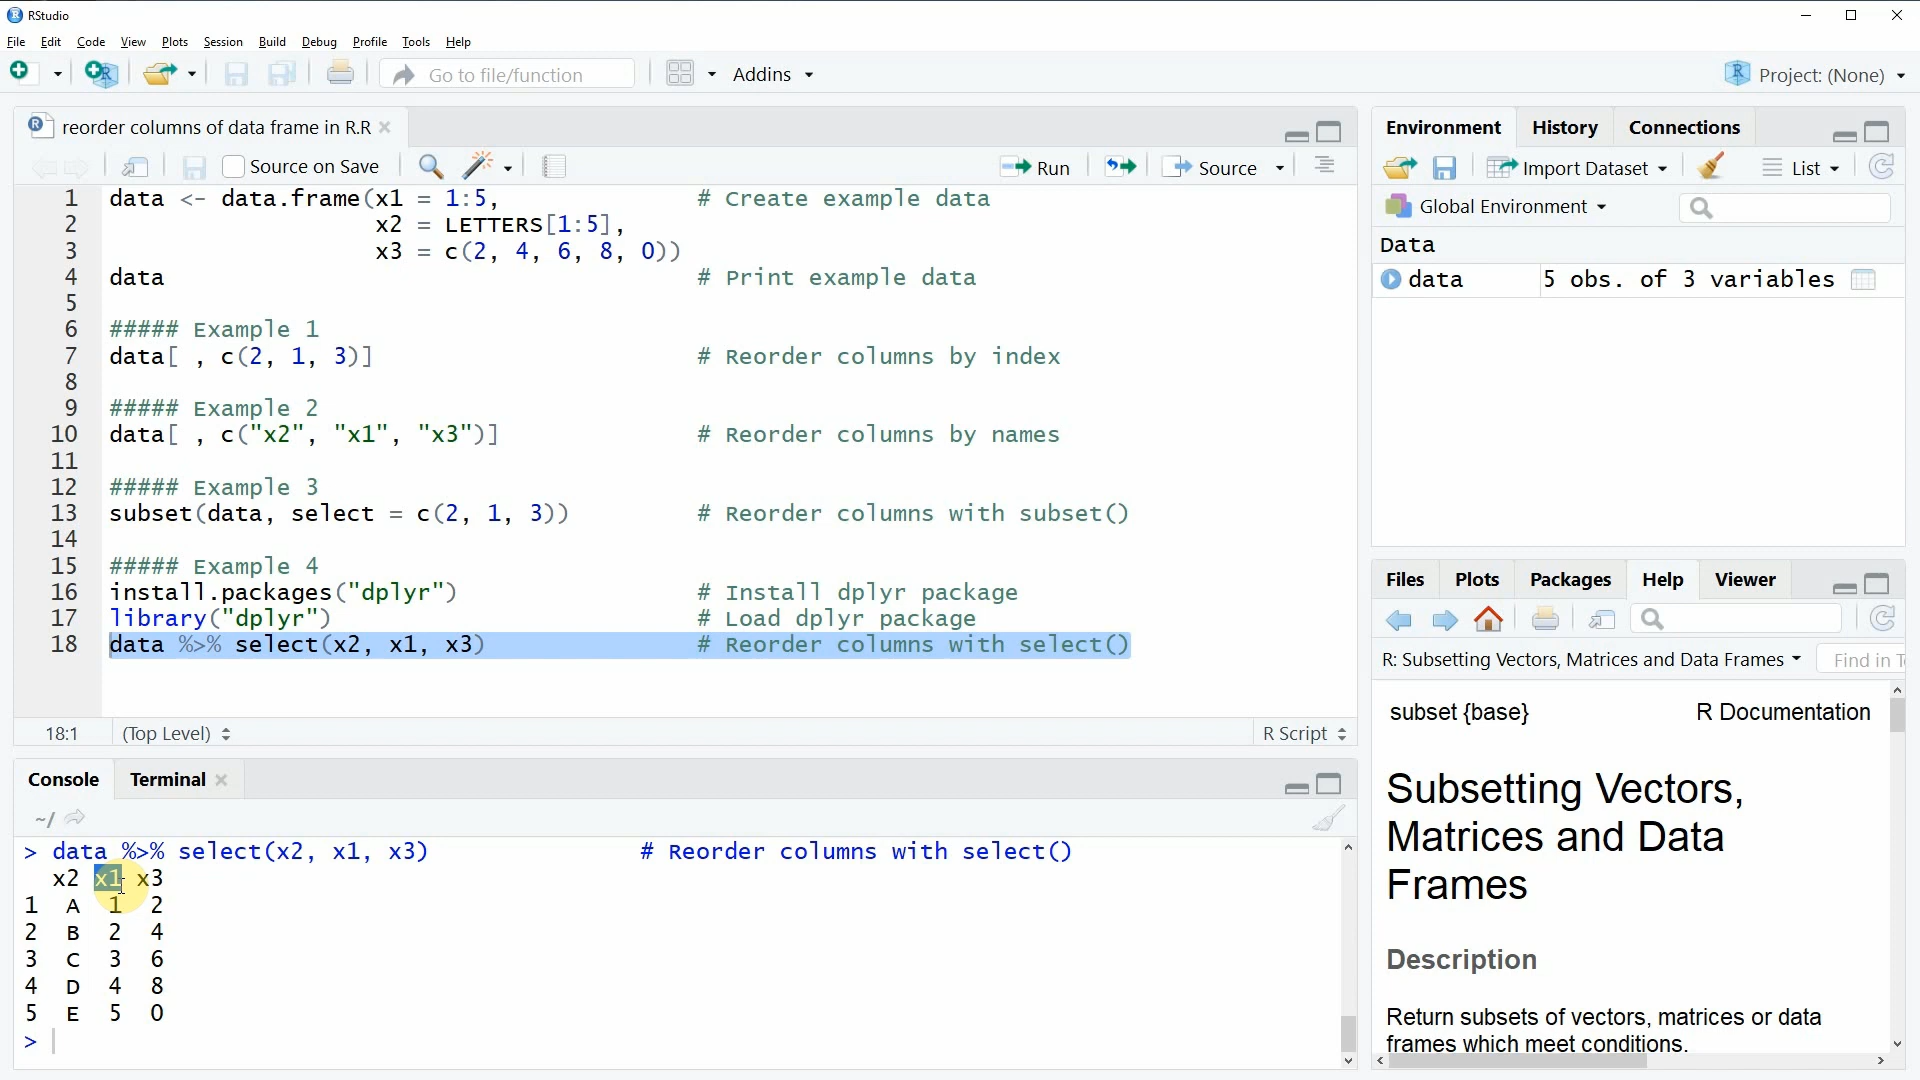 RStudio
File Edit Code View Plots Session Build Debug Profile Tools Help
Go to file/function Addins Project: (None)
reorder columns of data frame in R.R
Source on Save Run Source
1 data <- data.frame(x1 = 1:5, # Create example data
2 x2 = LETTERS[1:5],
3 x3 = c(2, 4, 6, 8, 0))
4 data # Print example data
5
6 ##### Example 1
7 data[ , c(2, 1, 3)] # Reorder columns by index
8
9 ##### Example 2
10 data[ , c("x2", "x1", "x3")] # Reorder columns by names
11
12 ##### Example 3
13 subset(data, select = c(2, 1, 3)) # Reorder columns with subset()
14
15 ##### Example 4
16 install.packages("dplyr") # Install dplyr package
17 library("dplyr") # Load dplyr package
18 data %>% select(x2, x1, x3) # Reorder columns with select()
18:1 (Top Level) R Script
Console Terminal
~/
> data %>% select(x2, x1, x3) # Reorder columns with select()
x2 x1 x3
1 A 1 2
2 B 2 4
3 C 3 6
4 D 4 8
5 E 5 0
>
Environment History Connections
Import Dataset List
Global Environment
Data
data 5 obs. of 3 variables
Files Plots Packages Help Viewer
R: Subsetting Vectors, Matrices and Data Frames Find in
subset {base} R Documentation
Subsetting Vectors,
Matrices and Data
Frames
Description
Return subsets of vectors, matrices or data
frames which meet conditions.